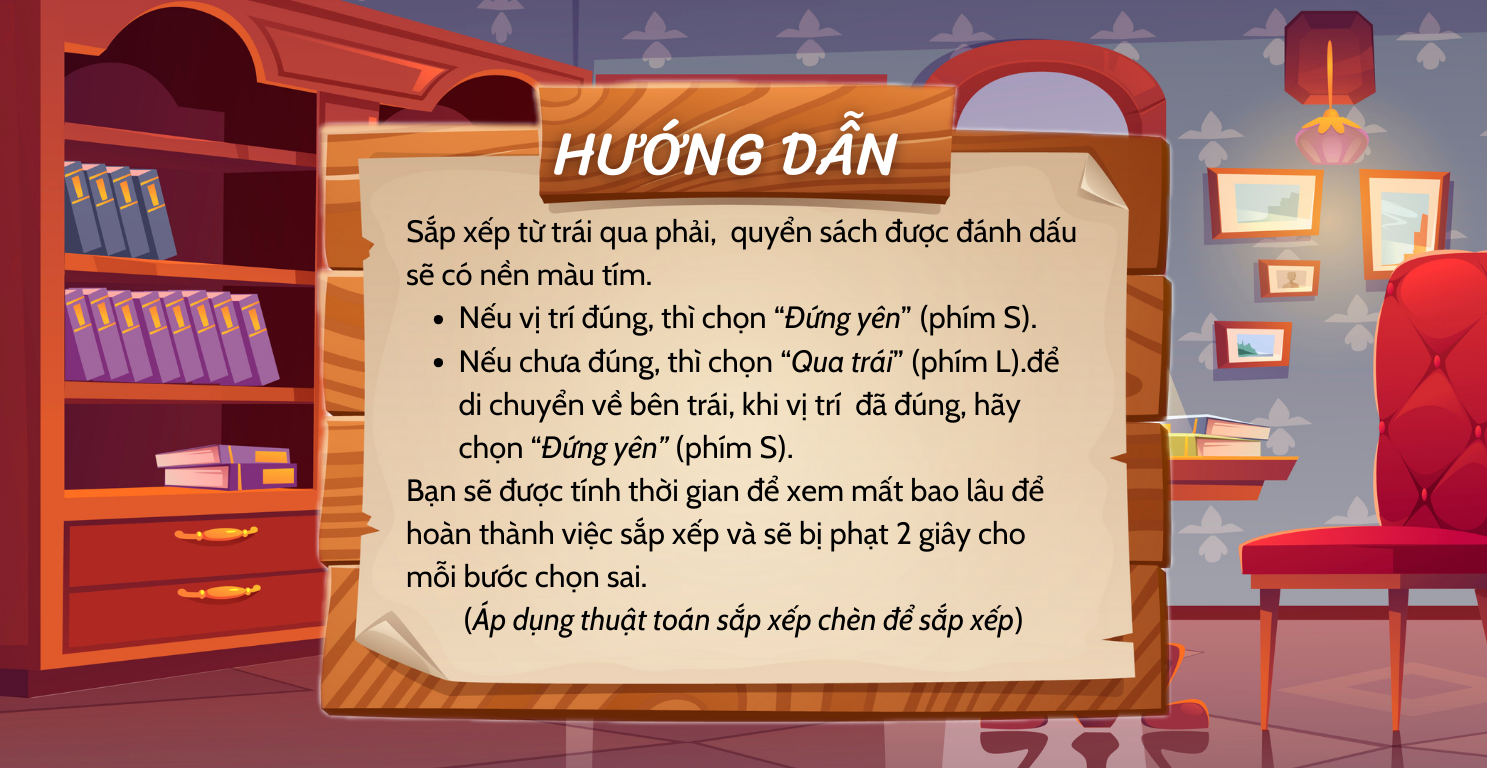 HƯỚNG DẪN
Sắp xếp từ trái qua phải, quyển sách được đánh dấu
sẽ có nền màu tím.
• Nếu vị trí đúng, thì chọn “Đứng yên” (phím S).
• Nếu chưa đúng, thì chọn “Qua trái” (phím L).để
di chuyển về bên trái, khi vị trí đã đúng, hãy
chọn “Đứng yên” (phím S).
Bạn sẽ được tính thời gian để xem mất bao lâu để
hoàn thành việc sắp xếp và sẽ bị phạt 2 giây cho
mỗi bước chọn sai.
(Áp dụng thuật toán sắp xếp chèn để sắp xếp)